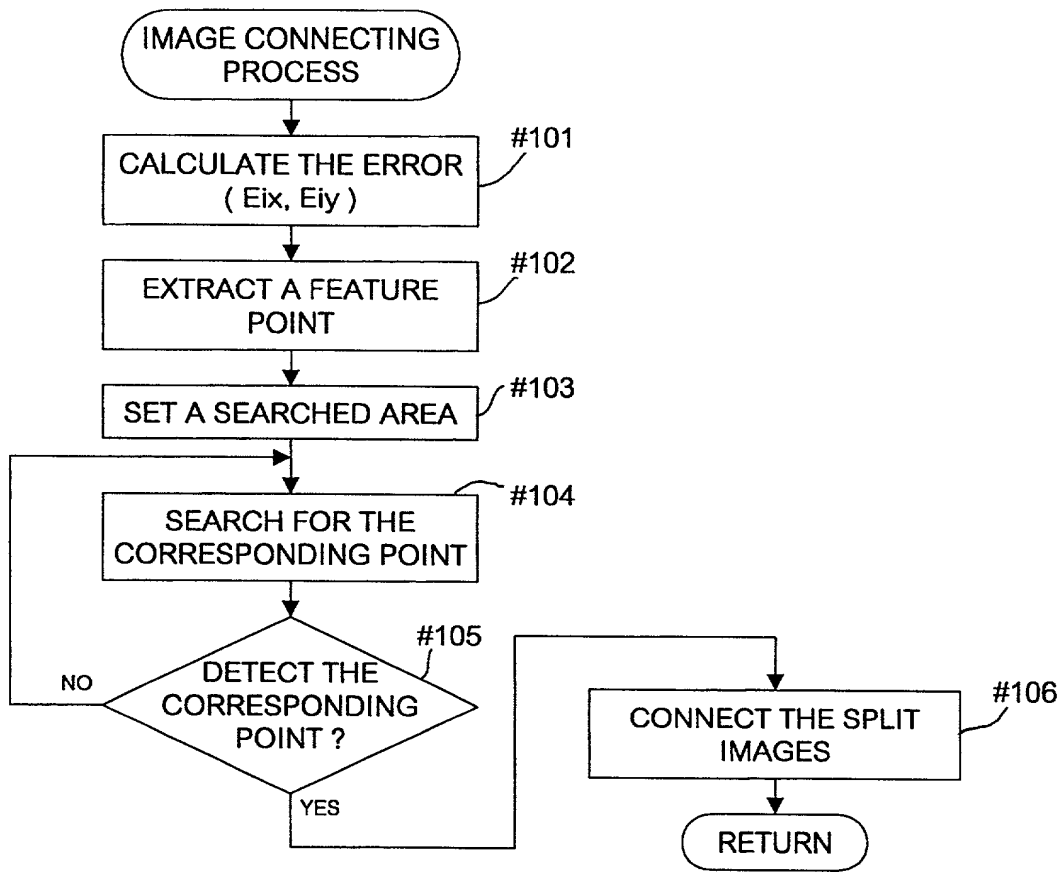 IMAGE CONNECTING
PROCESS
#101
CALCULATE THE ERROR
( Eix, Eiy )
#102
EXTRACT A FEATURE
POINT
#103
SET A SEARCHED AREA
#104
SEARCH FOR THE
CORRESPONDING POINT
#105
DETECT THE
CORRESPONDING
POINT ?
NO
YES
#106
CONNECT THE SPLIT
IMAGES
RETURN